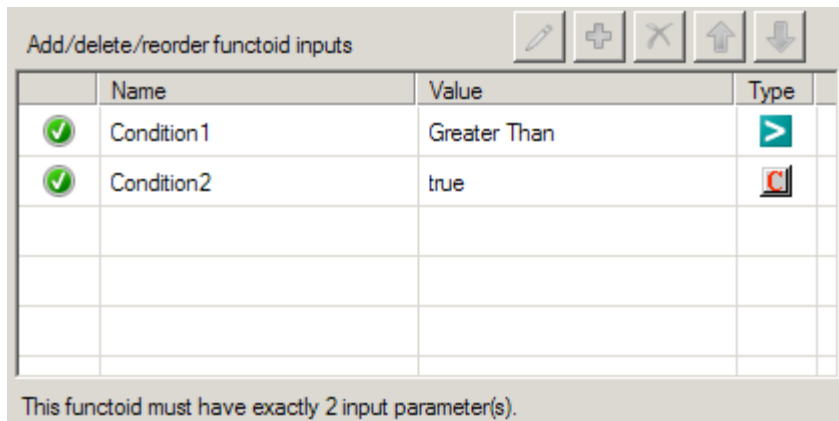 Add/delete/reorder functoid inputs
Name Value Type
Condition1 Greater Than >
Condition2 true C
This functoid must have exactly 2 input parameter(s).